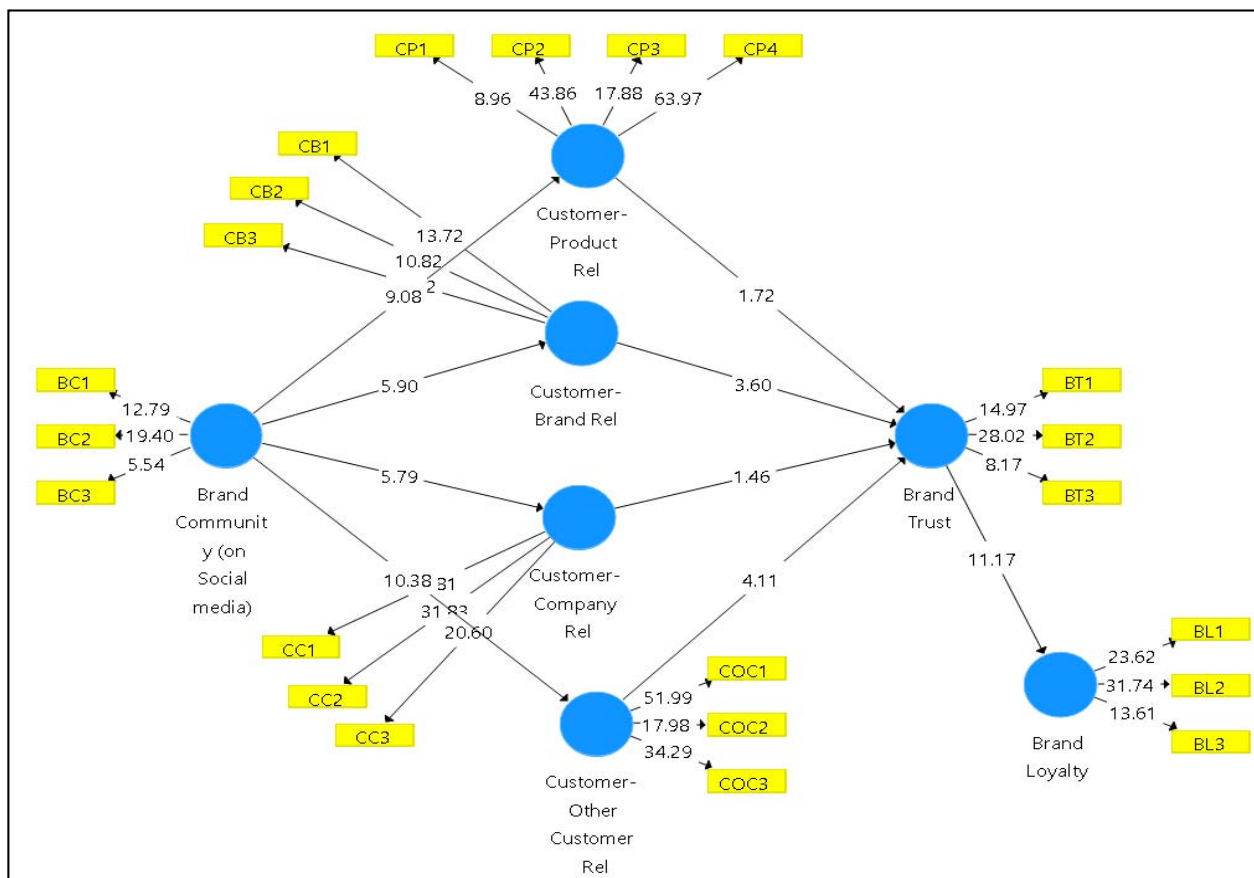 CP1
CP2
CP3
CP4
8.96
43.86
17.88
63.97
CB1
CB2
CB3
13.72
10.82
9.08
Customer-
Product
Rel
1.72
5.90
Customer-
Brand Rel
3.60
BC1
BC2
BC3
12.79
19.40
5.54
Brand
Communit
y (on
Social
media)
5.79
1.46
BT1
BT2
BT3
14.97
28.02
8.17
Brand
Trust
10.38
31.83
20.60
Customer-
Company
Rel
4.11
11.17
CC1
CC2
CC3
COC1
COC2
COC3
51.99
17.98
34.29
Customer-
Other
Customer
Rel
BL1
BL2
BL3
23.62
31.74
13.61
Brand
Loyalty